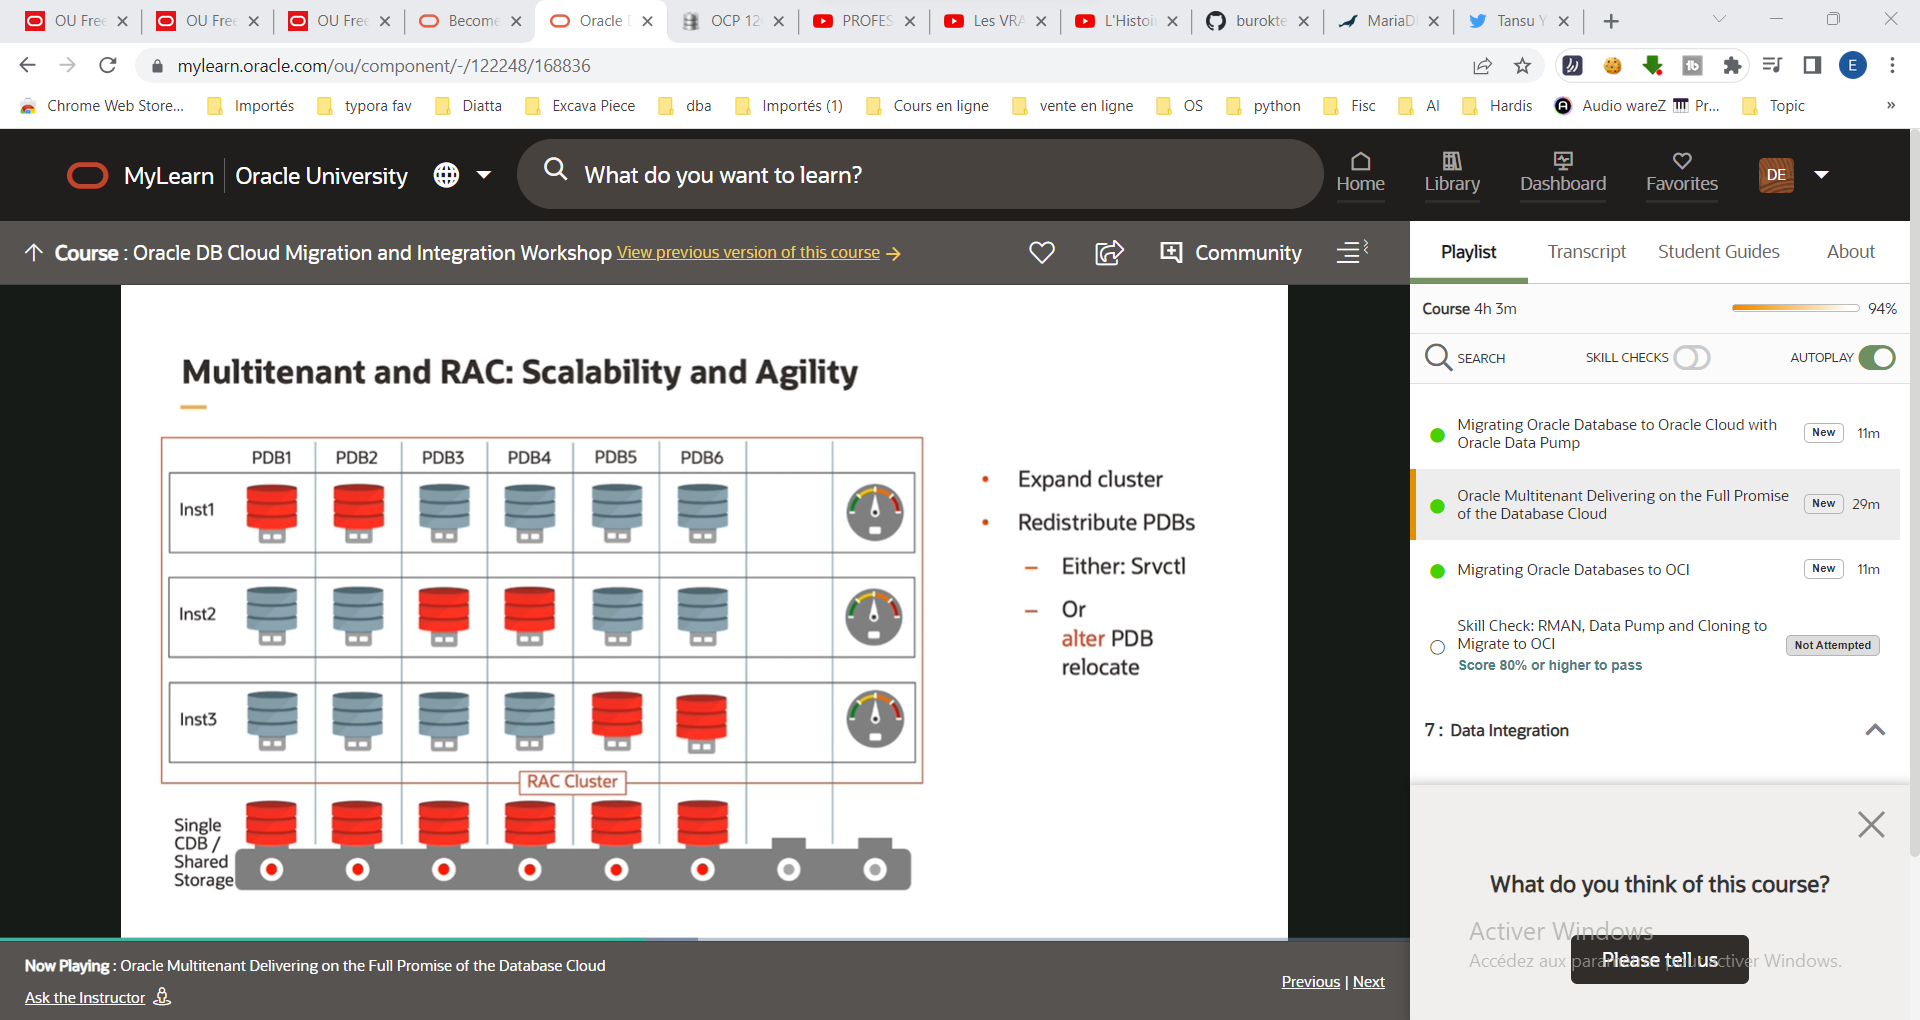 OU Free
OU Free
OU Free
Become
Oracle D
OCP 12
PROFES
Les VRA
L'Histoi
burokte
MariaD
Tansu Y
mylearn.oracle.com/ou/component/-/122248/168836
E
Chrome Web Store...
Importés
typora fav
Diatta
Excava Piece
dba
Importés (1)
Cours en ligne
vente en ligne
OS
python
Fisc
AI
Hardis
Audio wareZ
Pr...
Topic
»
MyLearn
Oracle University
What do you want to learn?
Home
Library
Dashboard
Favorites
DE
Course : Oracle DB Cloud Migration and Integration Workshop View previous version of this course
Community
Playlist
Transcript
Student Guides
About
Course 4h 3m
94%
SEARCH
SKILL CHECKS
AUTOPLAY
Multitenant and RAC: Scalability and Agility
PDB1 PDB2 PDB3 PDB4 PDB5 PDB6
Inst1
Inst2
Inst3
RAC Cluster
Single
CDB /
Shared
Storage
• Expand cluster
• Redistribute PDBs
– Either: Srvctl
– Or
alter PDB
relocate
Migrating Oracle Database to Oracle Cloud with
Oracle Data Pump
New
11m
Oracle Multitenant Delivering on the Full Promise
of the Database Cloud
New
29m
Migrating Oracle Databases to OCI
New
11m
Skill Check: RMAN, Data Pump and Cloning to
Migrate to OCI
Score 80% or higher to pass
Not Attempted
7 : Data Integration
What do you think of this course?
Activer Windows
Please tell us
Now Playing : Oracle Multitenant Delivering on the Full Promise of the Database Cloud
Ask the Instructor
Previous | Next